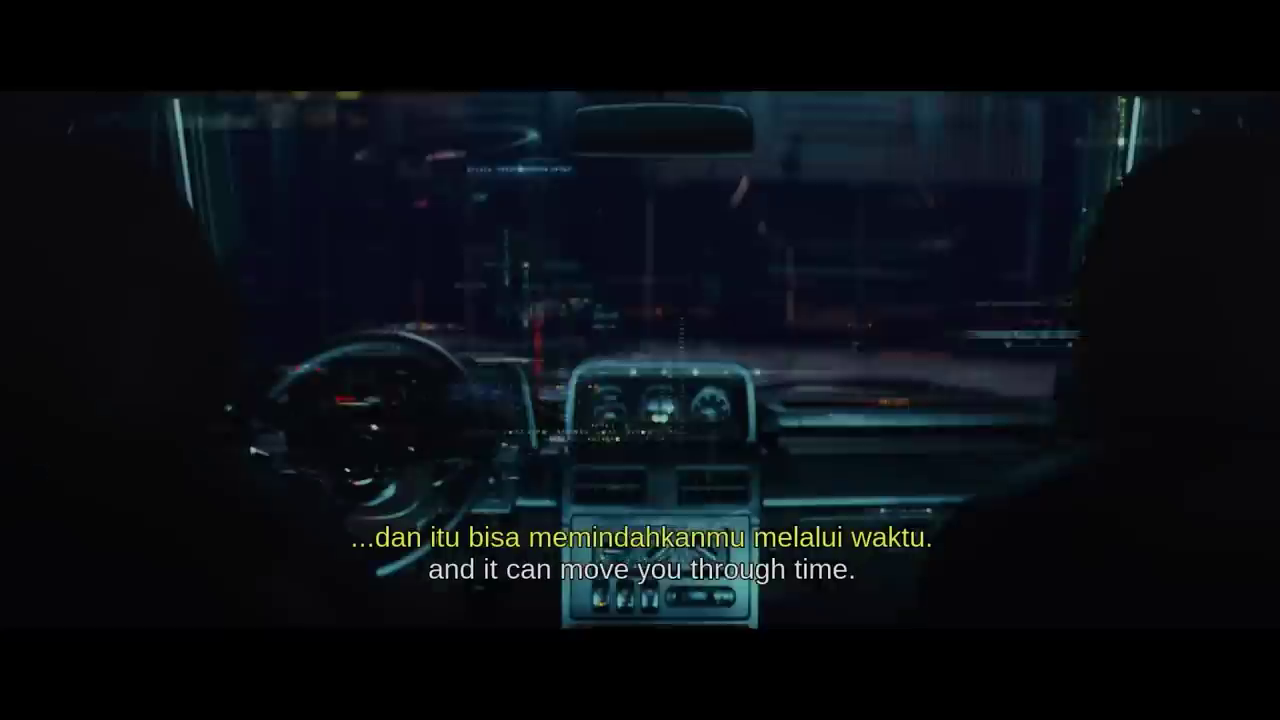 ...dan itu bisa memindahkanmu melalui waktu.
and it can move you through time.